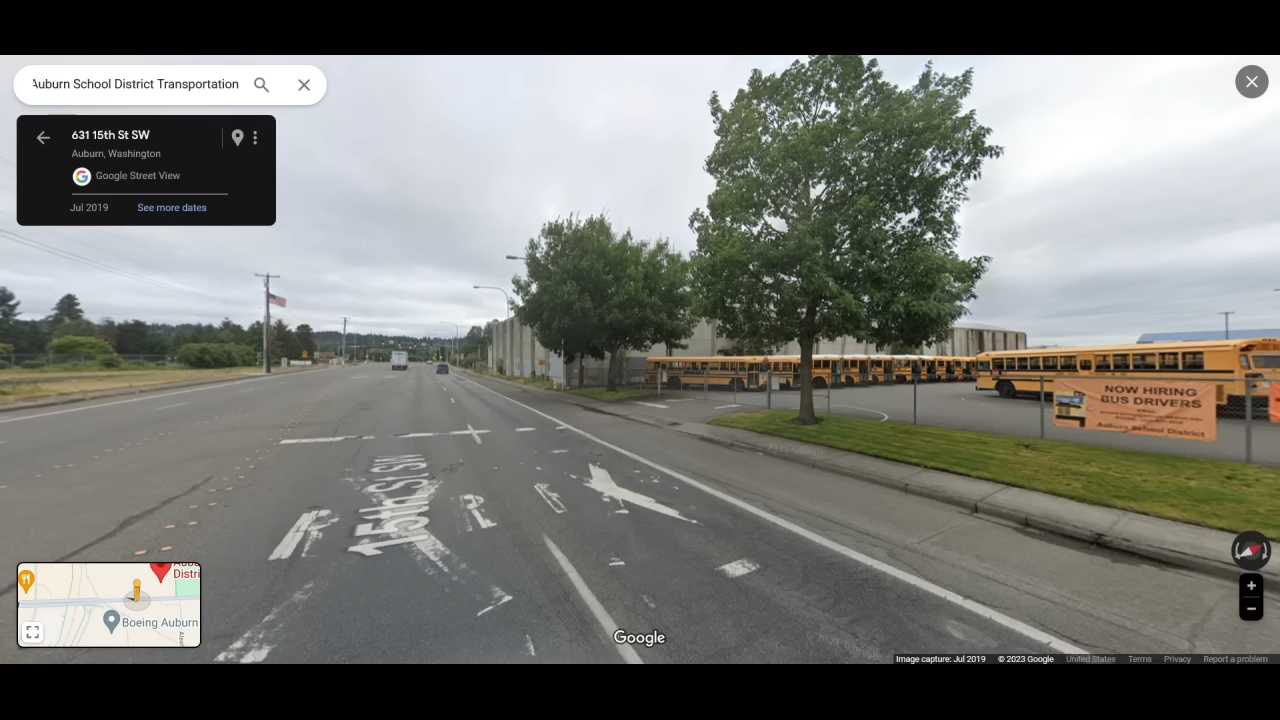 Auburn School District Transportation
631 15th St SW
Auburn, Washington
Google Street View
Jul 2019 See more dates
NOW HIRING
BUS DRIVERS
Auburn School District
15th St SW
Distri
Boeing Auburn
Google
Image capture: Jul 2019 © 2023 Google United States Terms Privacy Report a problem